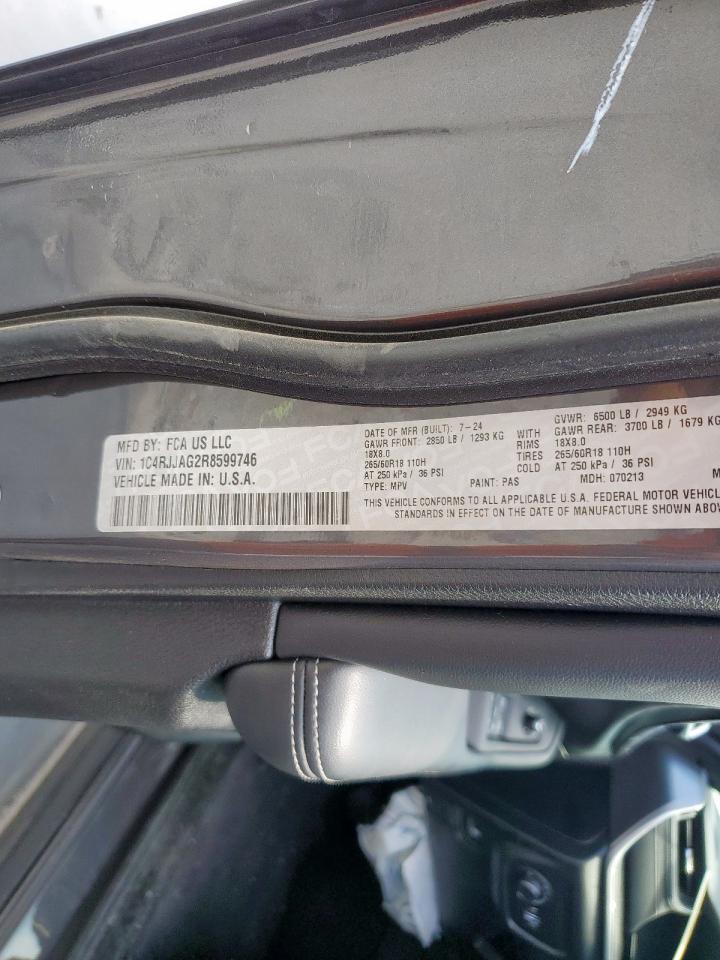 MFD BY: FCA US LLC
VIN: 1C4RJJAG2R8599746
VEHICLE MADE IN: U.S.A.
DATE OF MFR (BUILT): 7-24
GAWR FRONT: 2850 LB / 1293 KG
18X8.0
265/60R18 110H
AT 250 kPA / 36 PSI
TYPE: MPV
WITH
RIMS
TIRES
COLD
GVWR: 6500 LB / 2949 KG
GAWR REAR: 3700 LB / 1679 KG
18X8.0
265/60R18 110H
AT 250 kPA / 36 PSI
PAINT: PAS
MDH: 070213
THIS VEHICLE CONFORMS TO ALL APPLICABLE U.S.A. FEDERAL MOTOR VEHICL
STANDARDS IN EFFECT ON THE DATE OF MANUFACTURE SHOWN ABOV